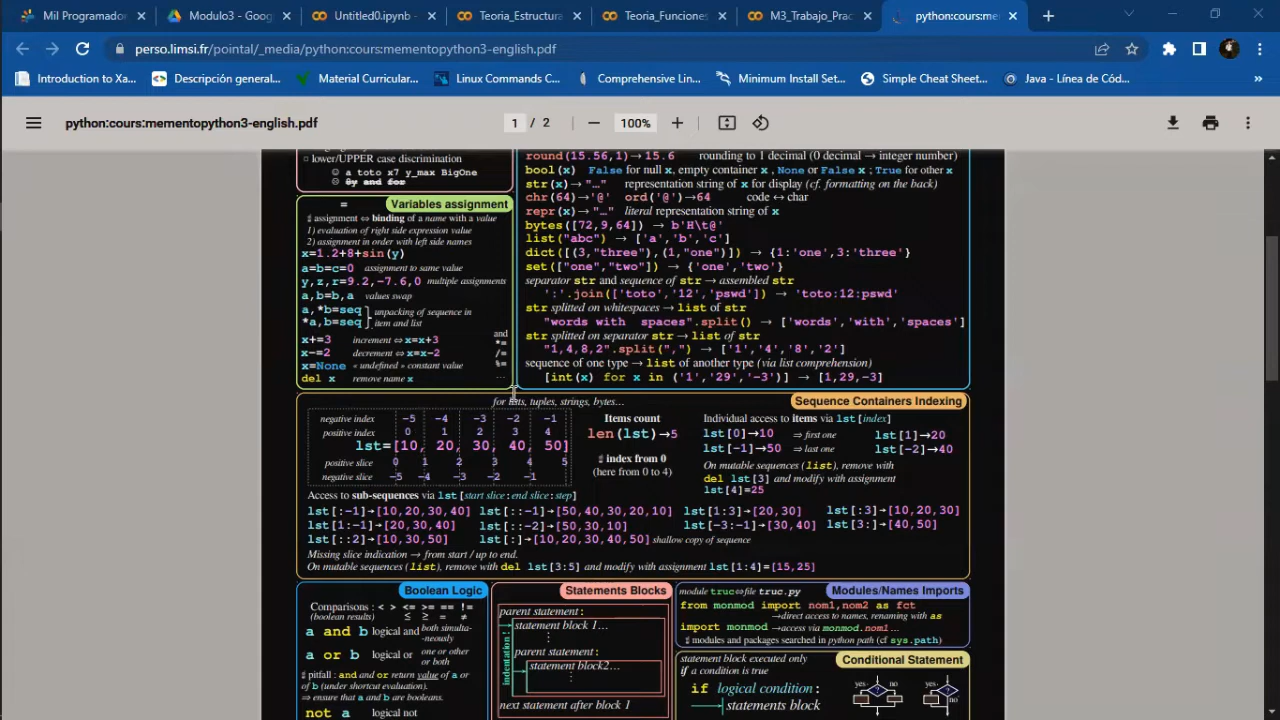 Mil Programador
Modulo3 - Goog
Untitled0.ipynb -
Teoria_Estructura
Teoria_Funciones
M3_Trabajo_Prac
python:cours:me
perso.limsi.fr/pointal/_media/python:cours:mementopython3-english.pdf
Introduction to Xa...
Descripción general...
Material Curricular...
Linux Commands C...
Comprehensive Lin...
Minimum Install Set...
Simple Cheat Sheet...
Java - Línea de Cód...
»
python:cours:mementopython3-english.pdf
1 / 2
100%
▫ lower/UPPER case discrimination
☺ a toto x7 y_max BigOne
☹ 8y and for
= Variables assignment
assignment ⇔ binding of a name with a value
1) evaluation of right side expression value
2) assignment in order with left side names
x=1.2+8+sin(y)
a=b=c=0 assignment to same value
y,z,r=9.2,-7.6,0 multiple assignments
a,b=b,a values swap
a,*b=seq unpacking of sequence in
*a,b=seq item and list
and
x+=3 increment ⇔ x=x+3 *=
x-=2 decrement ⇔ x=x-2 /=
x=None « undefined » constant value %=
del x remove name x ...
round(15.56,1)→15.6 rounding to 1 decimal (0 decimal → integer number)
bool(x) False for null x, empty container x , None or False x ; True for other x
str(x)→"…" representation string of x for display (cf. formatting on the back)
chr(64)→'@' ord('@')→64 code ↔ char
repr(x)→"…" literal representation string of x
bytes([72,9,64]) → b'H\t@'
list("abc") → ['a','b','c']
dict([(3,"three"),(1,"one")]) → {1:'one',3:'three'}
set(["one","two"]) → {'one','two'}
separator str and sequence of str → assembled str
':'.join(['toto','12','pswd']) → 'toto:12:pswd'
str splitted on whitespaces → list of str
"words with  spaces".split() → ['words','with','spaces']
str splitted on separator str → list of str
"1,4,8,2".split(",") → ['1','4','8','2']
sequence of one type → list of another type (via list comprehension)
[int(x) for x in ('1','29','-3')] → [1,29,-3]
for lists, tuples, strings, bytes… Sequence Containers Indexing
negative index -5 -4 -3 -2 -1
positive index 0 1 2 3 4
lst=[10, 20, 30, 40, 50]
positive slice 0 1 2 3 4 5
negative slice -5 -4 -3 -2 -1
Items count
len(lst)→5
index from 0
(here from 0 to 4)
Individual access to items via lst[index]
lst[0]→10 ⇒ first one lst[1]→20
lst[-1]→50 ⇒ last one lst[-2]→40
On mutable sequences (list), remove with
del lst[3] and modify with assignment
lst[4]=25
Access to sub-sequences via lst[start slice:end slice:step]
lst[:-1]→[10,20,30,40] lst[::-1]→[50,40,30,20,10] lst[1:3]→[20,30] lst[:3]→[10,20,30]
lst[1:-1]→[20,30,40] lst[::-2]→[50,30,10] lst[-3:-1]→[30,40] lst[3:]→[40,50]
lst[::2]→[10,30,50] lst[:]→[10,20,30,40,50] shallow copy of sequence
Missing slice indication → from start / up to end.
On mutable sequences (list), remove with del lst[3:5] and modify with assignment lst[1:4]=[15,25]
Boolean Logic
Comparisons : < > <= >= == !=
(boolean results) ≤ ≥ = ≠
a and b logical and both simulta-
-neously
a or b logical or one or other
or both
pitfall : and and or return value of a or
of b (under shortcut evaluation).
⇒ ensure that a and b are booleans.
not a logical not
Statements Blocks
parent statement :
statement block 1…
⋮
parent statement :
statement block2…
⋮
next statement after block 1
indentation !
module truc⇔file truc.py Modules/Names Imports
from monmod import nom1,nom2 as fct
→direct access to names, renaming with as
import monmod →access via monmod.nom1 …
modules and packages searched in python path (cf sys.path)
statement block executed only
if a condition is true
Conditional Statement
if logical condition :
statements block
yes no yes no
? ?